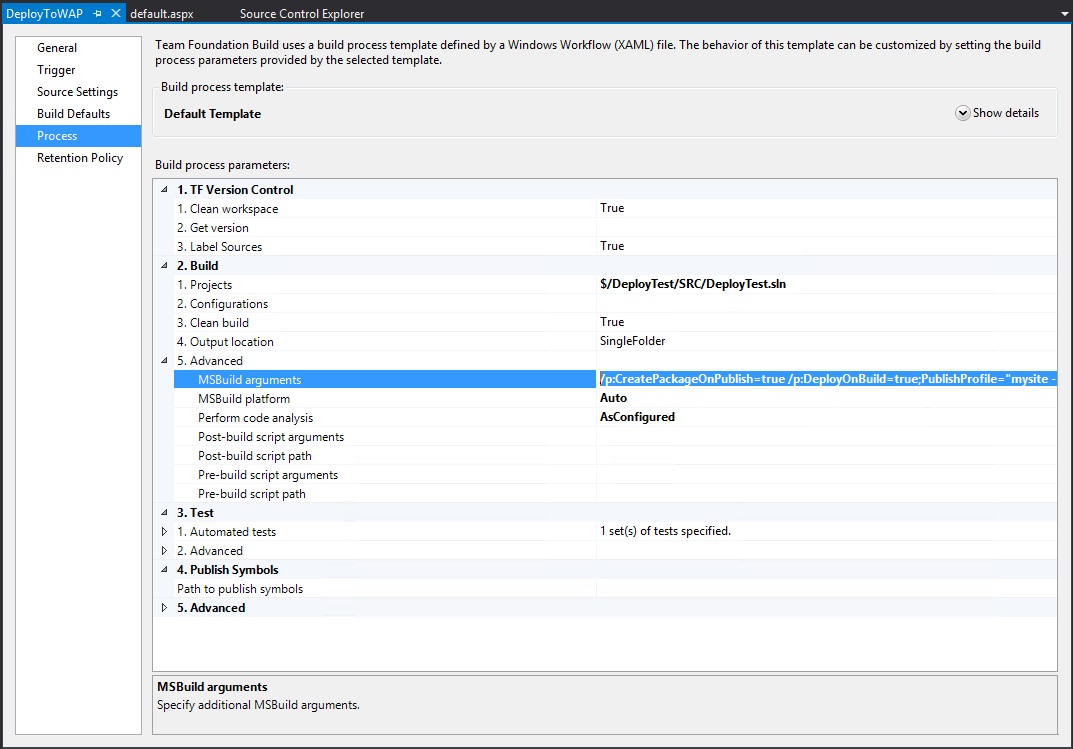 DeployToWAP default.aspx Source Control Explorer
General
Trigger
Source Settings
Build Defaults
Process
Retention Policy
Team Foundation Build uses a build process template defined by a Windows Workflow (XAML) file. The behavior of this template can be customized by setting the build
process parameters provided by the selected template.
Build process template:
Default Template Show details
Build process parameters:
1. TF Version Control
1. Clean workspace True
2. Get version
3. Label Sources True
2. Build
1. Projects $/DeployTest/SRC/DeployTest.sln
2. Configurations
3. Clean build True
4. Output location SingleFolder
5. Advanced
MSBuild arguments /p:CreatePackageOnPublish=true /p:DeployOnBuild=true;PublishProfile="mysite -
MSBuild platform Auto
Perform code analysis AsConfigured
Post-build script arguments
Post-build script path
Pre-build script arguments
Pre-build script path
3. Test
1. Automated tests 1 set(s) of tests specified.
2. Advanced
4. Publish Symbols
Path to publish symbols
5. Advanced
MSBuild arguments
Specify additional MSBuild arguments.